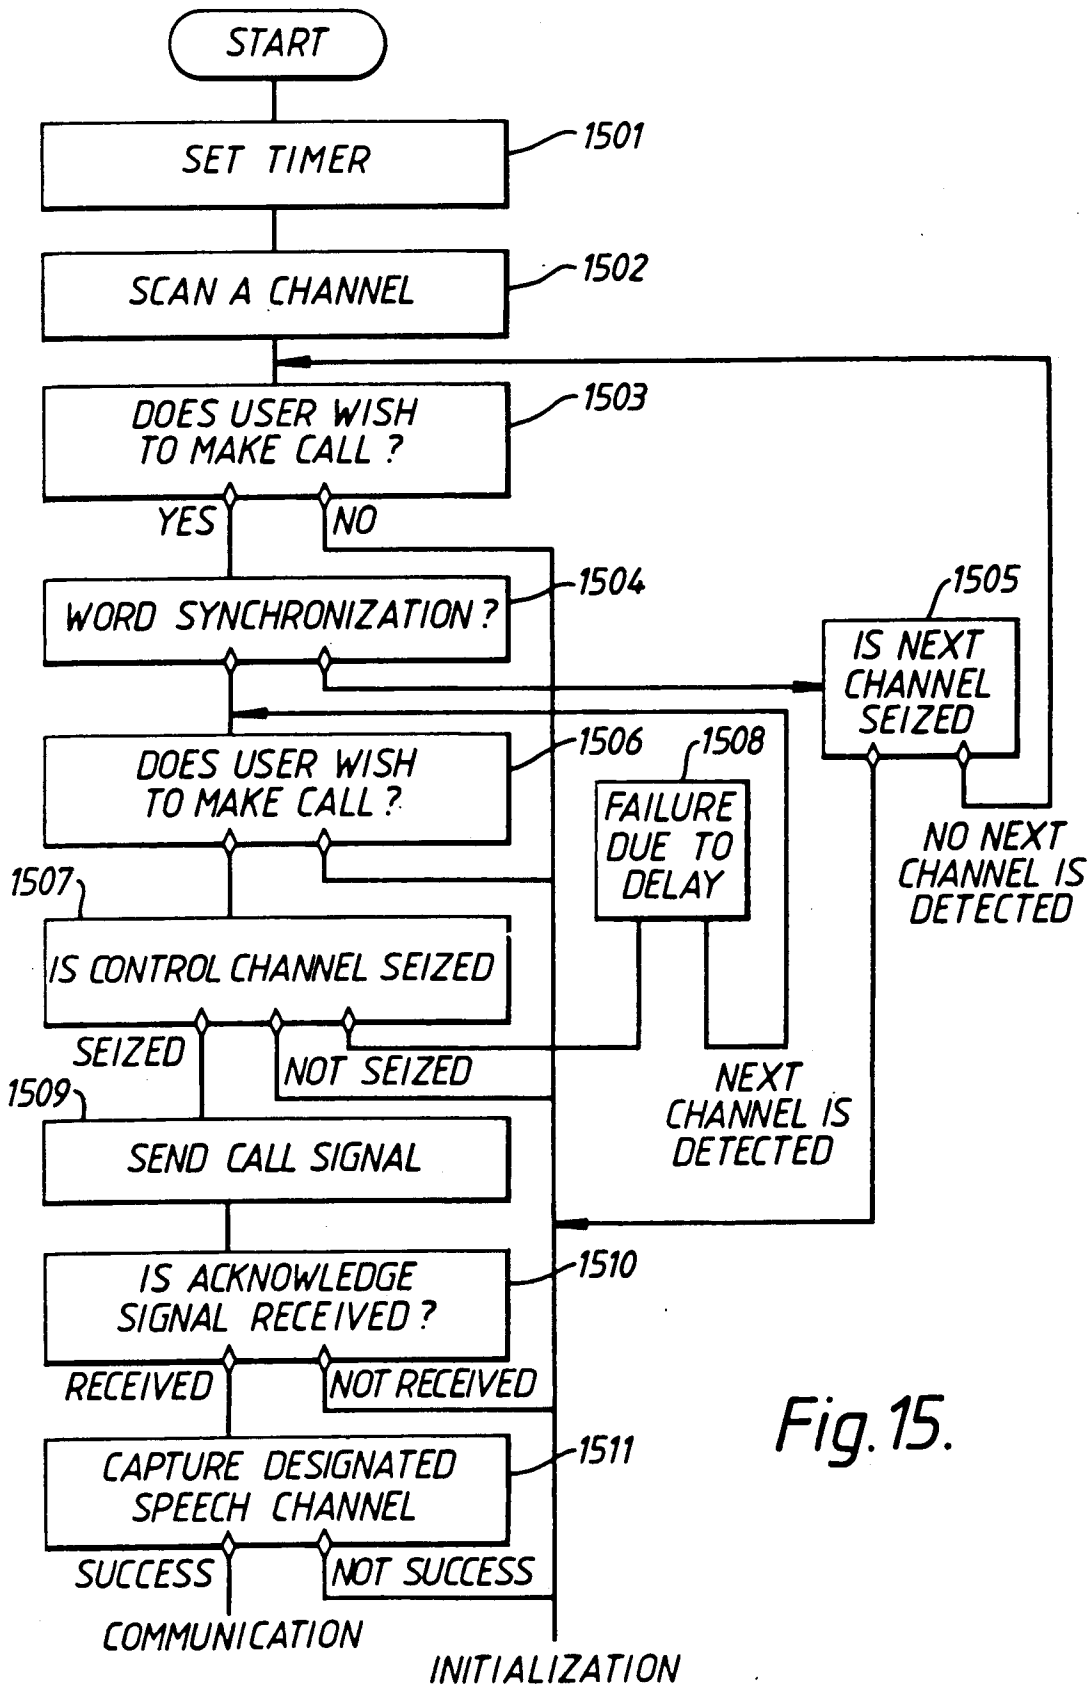 START
SET TIMER
1501
SCAN A CHANNEL
1502
DOES USER WISH
TO MAKE CALL ?
1503
YES
NO
WORD SYNCHRONIZATION ?
1504
1505
IS NEXT
CHANNEL
SEIZED
NO NEXT
CHANNEL IS
DETECTED
DOES USER WISH
TO MAKE CALL ?
1506
1508
FAILURE
DUE TO
DELAY
NEXT
CHANNEL IS
DETECTED
1507
IS CONTROL CHANNEL SEIZED
SEIZED
NOT SEIZED
1509
SEND CALL SIGNAL
IS ACKNOWLEDGE
SIGNAL RECEIVED ?
1510
RECEIVED
NOT RECEIVED
CAPTURE DESIGNATED
SPEECH CHANNEL
1511
SUCCESS
NOT SUCCESS
COMMUNICATION
INITIALIZATION
Fig. 15.